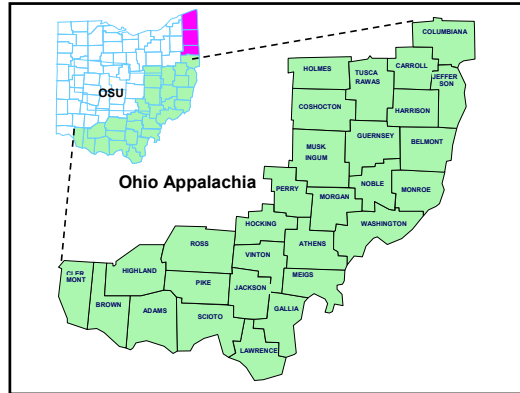 COLUMBIANA
OSU
CARROLL
HOLMES
TUSCA
RAWAS
JEFFER
SON
COSHOCTON
HARRISON
GUERNSEY
BELMONT
MUSK
INGUM
Ohio Appalachia
PERRY
NOBLE
MONROE
MORGAN
HOCKING
WASHINGTON
ROSS
ATHENS
VINTON
CLER
MONT
HIGHLAND
MEIGS
PIKE
JACKSON
BROWN
ADAMS
SCIOTO
GALLIA
LAWRENCE